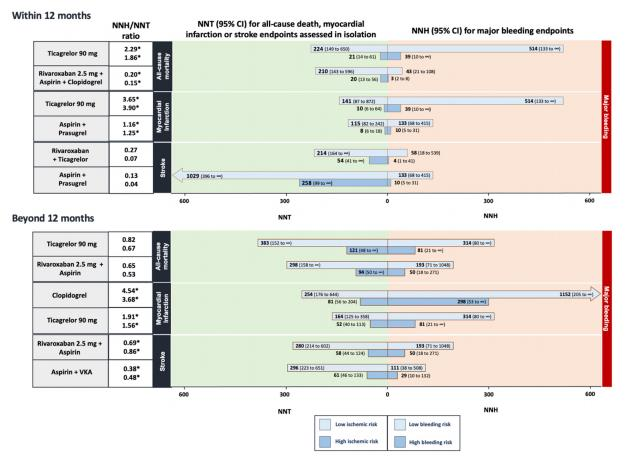 Within 12 months
NNH/NNT ratio
NNT (95% CI) for all-cause death, myocardial infarction or stroke endpoints assessed in isolation
NNH (95% CI) for major bleeding endpoints
Ticagrelor 90 mg
2.29*
1.86*
All-cause mortality
224 (149 to 650)
514 (133 to ∞)
21 (14 to 61)
39 (10 to ∞)
Rivaroxaban 2.5 mg + Aspirin + Clopidogrel
0.20*
0.15*
210 (143 to 596)
43 (21 to 108)
20 (13 to 56)
3 (2 to 8)
Ticagrelor 90 mg
3.65*
3.90*
Myocardial Infarction
141 (87 to 872)
514 (133 to ∞)
10 (6 to 64)
39 (10 to ∞)
Aspirin + Prasugrel
1.16*
1.25*
115 (82 to 242)
133 (68 to 415)
8 (6 to 18)
10 (5 to 31)
Rivaroxaban + Ticagrelor
0.27
0.07
Stroke
214 (164 to ∞)
58 (18 to 539)
54 (41 to ∞)
4 (1 to 41)
Aspirin + Prasugrel
0.13
0.04
1029 (396 to ∞)
133 (68 to 415)
258 (99 to ∞)
10 (5 to 31)
Major bleeding
600
300
0
300
600
NNT
NNH
Beyond 12 months
Ticagrelor 90 mg
0.82
0.67
All-cause mortality
383 (152 to ∞)
314 (80 to ∞)
121 (48 to ∞)
81 (21 to ∞)
Rivaroxaban 2.5 mg + Aspirin
0.65
0.53
298 (158 to ∞)
193 (71 to 1048)
94 (50 to ∞)
50 (18 to 271)
Clopidogrel
4.54*
3.68*
Myocardial Infarction
254 (176 to 644)
1152 (205 to ∞)
81 (56 to 204)
298 (53 to ∞)
Ticagrelor 90 mg
1.91*
1.56*
164 (125 to 358)
314 (80 to ∞)
52 (40 to 113)
81 (21 to ∞)
Rivaroxaban 2.5 mg + Aspirin
0.69*
0.86*
Stroke
280 (214 to 602)
193 (71 to 1048)
58 (44 to 124)
50 (18 to 271)
Aspirin + VKA
0.38*
0.48*
296 (223 to 651)
111 (38 to 508)
61 (46 to 133)
29 (10 to 132)
Major bleeding
600
300
0
300
600
NNT
NNH
Low ischemic risk
Low bleeding risk
High ischemic risk
High bleeding risk